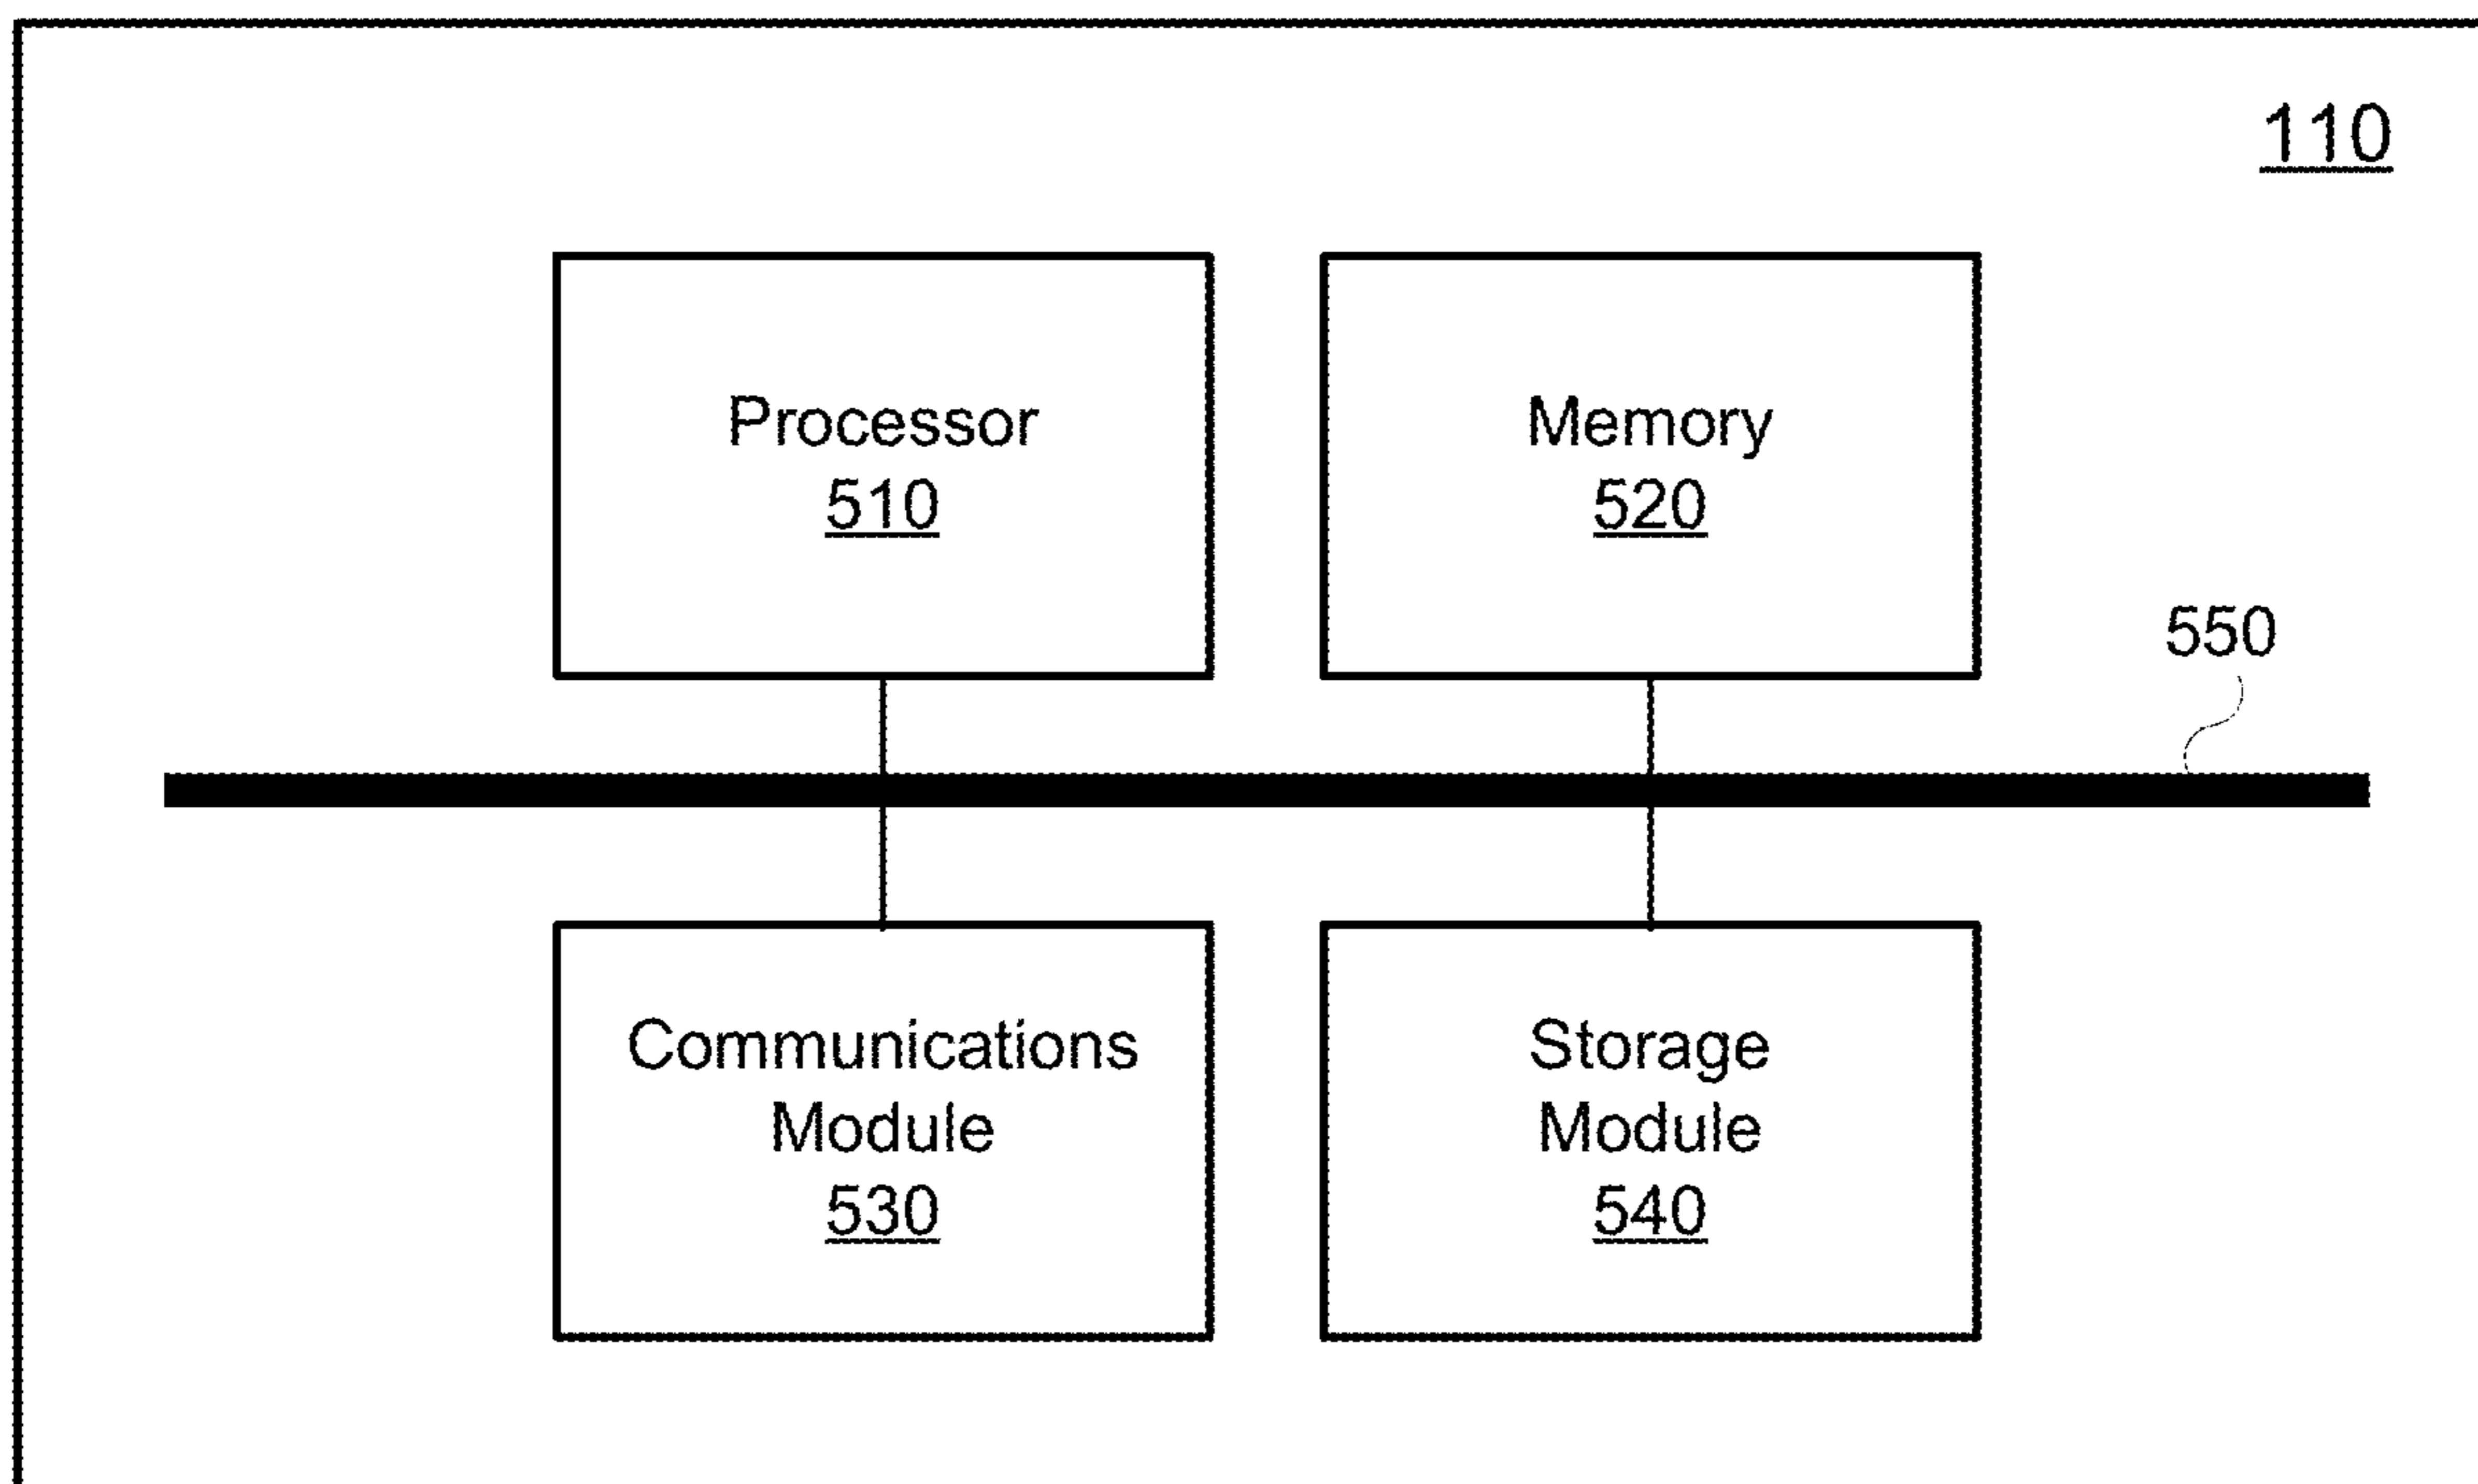 110
Processor
510
Memory
520
550
Communications
Module
530
Storage
Module
540